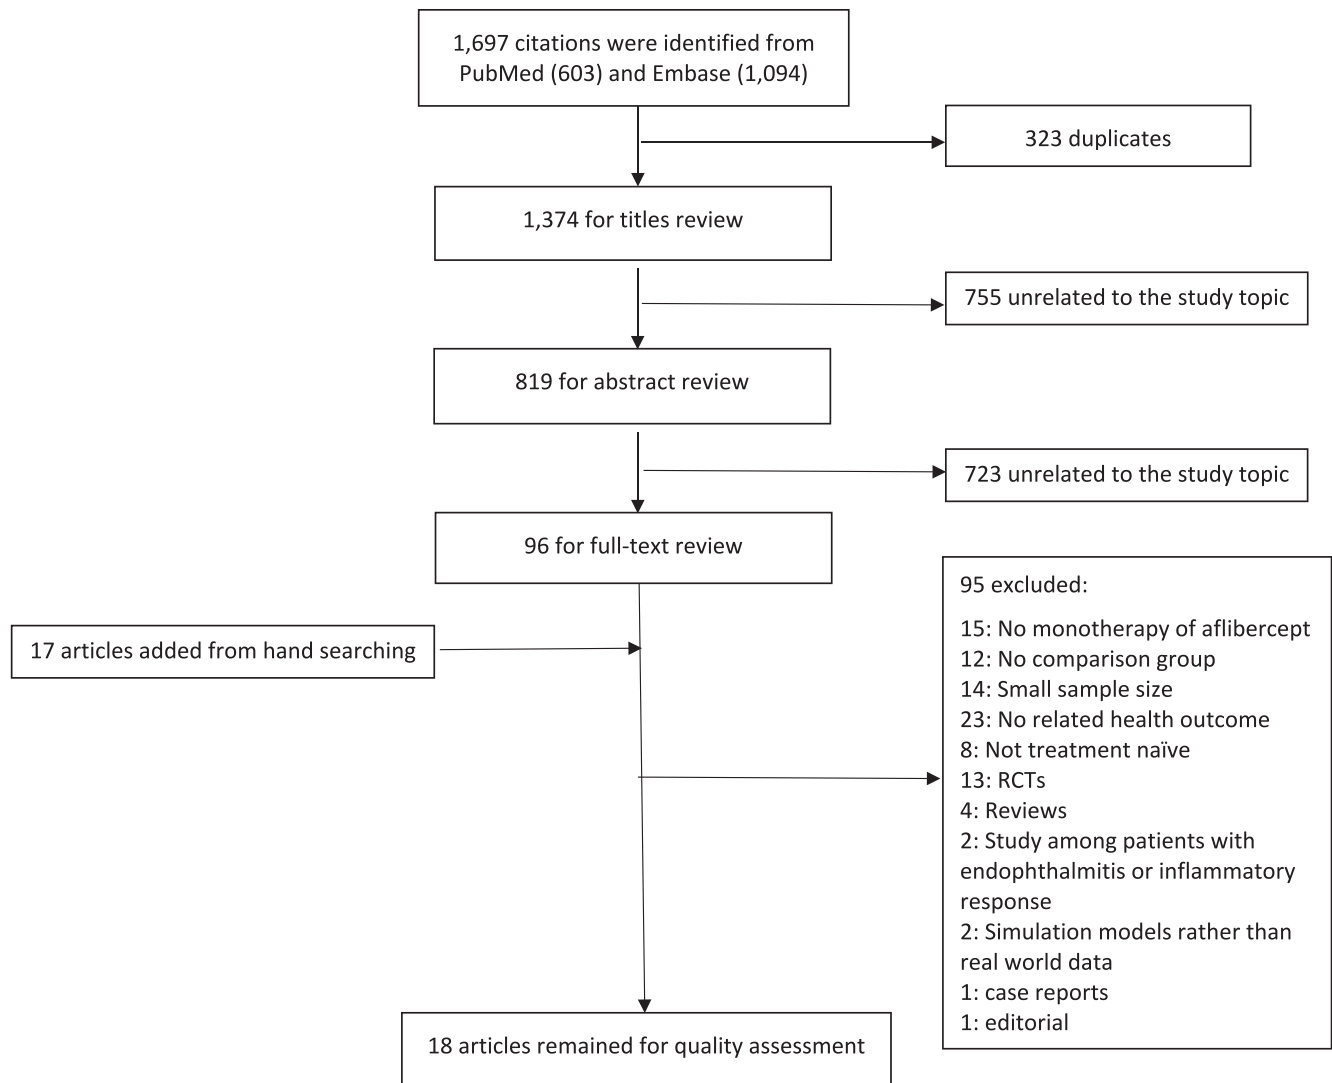 1,697 citations were identified from
PubMed (603) and Embase (1,094)
323 duplicates
1,374 for titles review
755 unrelated to the study topic
819 for abstract review
723 unrelated to the study topic
96 for full-text review
17 articles added from hand searching
95 excluded:
15: No monotherapy of aflibercept
12: No comparison group
14: Small sample size
23: No related health outcome
8: Not treatment naïve
13: RCTs
4: Reviews
2: Study among patients with
endophthalmitis or inflammatory
response
2: Simulation models rather than
real world data
1: case reports
1: editorial
18 articles remained for quality assessment